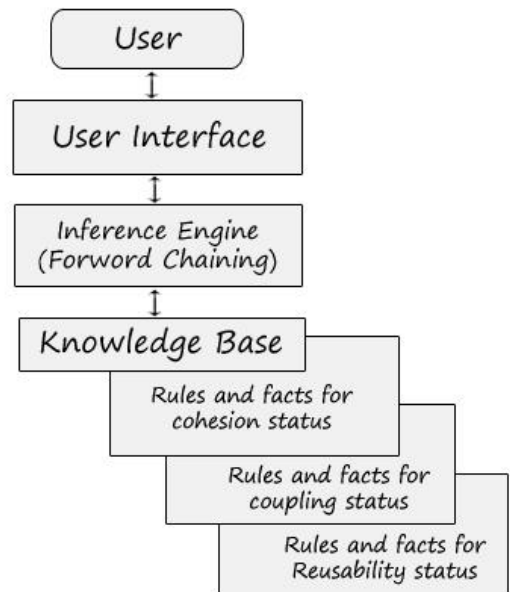 User
User Interface
Inference Engine
(Forword Chaining)
Knowledge Base
Rules and facts for
cohesion status
Rules and facts for
coupling status
Rules and facts for
Reusability status